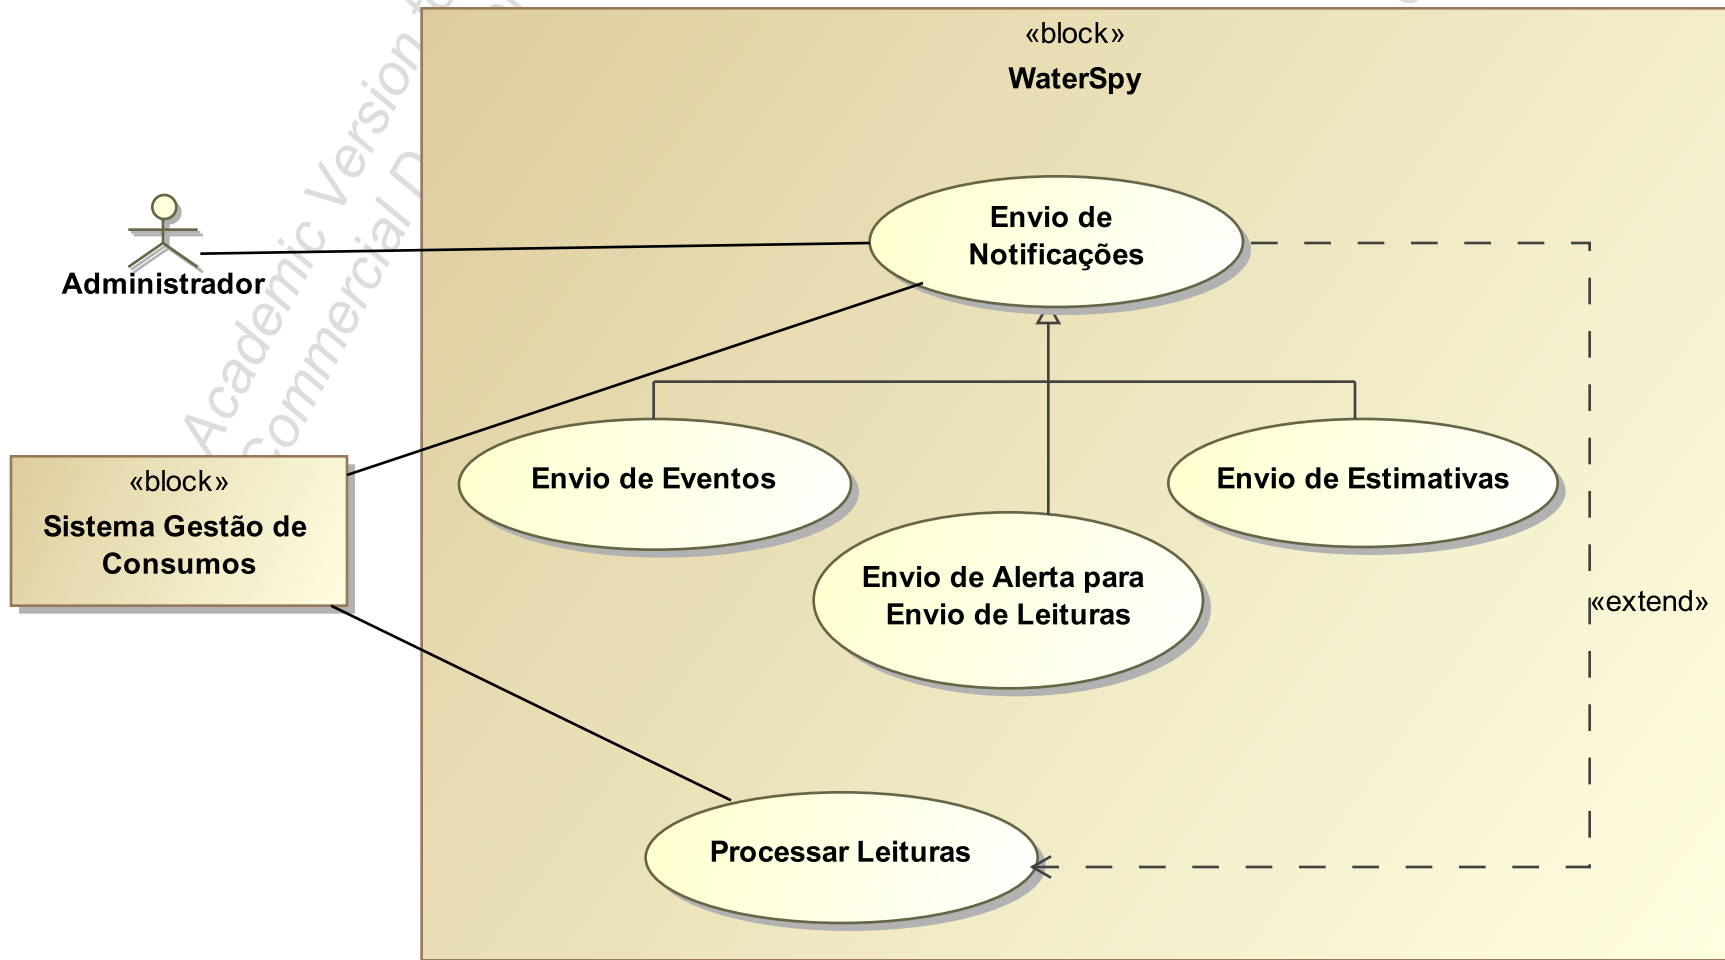 «block»
WaterSpy
Envio de
Notificações
Administrador
«block»
Sistema Gestão de
Consumos
Envio de Eventos
Envio de Estimativas
Envio de Alerta para
Envio de Leituras
«extend»
Processar Leituras
Academic Version
Commercial